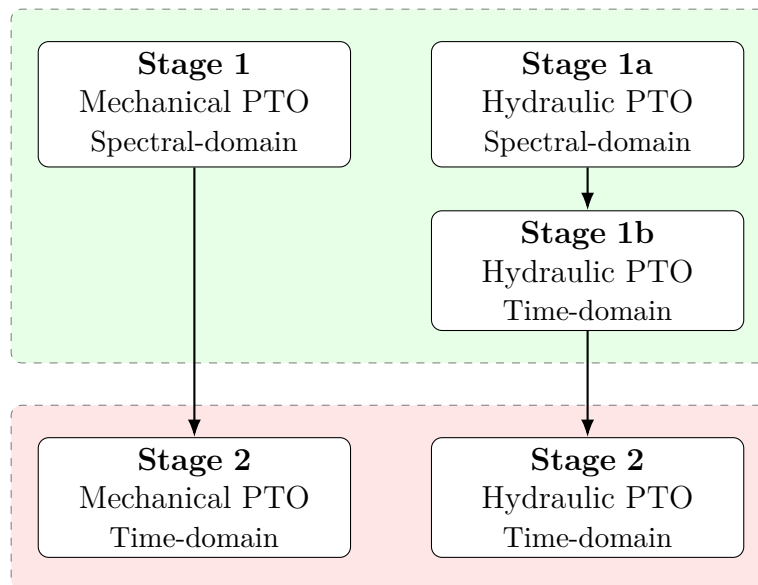 Stage 1
Mechanical PTO
Spectral-domain
Stage 1a
Hydraulic PTO
Spectral-domain
Stage 1b
Hydraulic PTO
Time-domain
Stage 2
Mechanical PTO
Time-domain
Stage 2
Hydraulic PTO
Time-domain